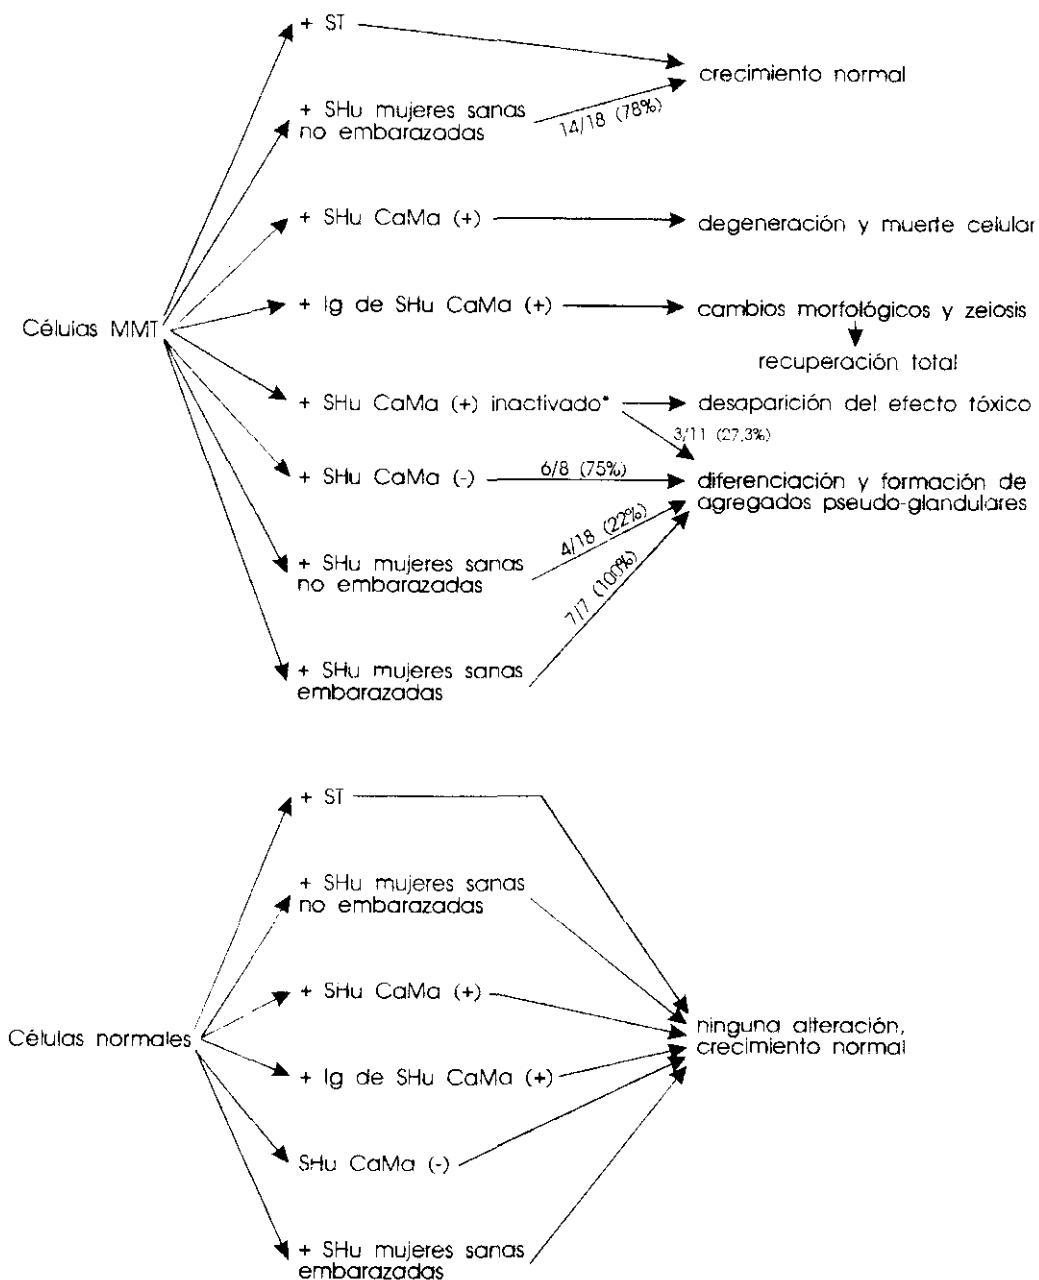 + ST
crecimiento normal
+ SHu mujeres sanas
no embarazadas
14/18 (78%)
+ SHu CaMa (+)
degeneración y muerte celular
+ Ig de SHu CaMa (+)
cambios morfológicos y zeiosis
Células MMT
recuperación total
+ SHu CaMa (+) inactivado*
desaparición del efecto tóxico
3/11 (27,3%)
+ SHu CaMa (-)
6/8 (75%)
diferenciación y formación de
agregados pseudo-glandulares
+ SHu mujeres sanas
no embarazadas
4/18 (22%)
7/7 (100%)
+ SHu mujeres sanas
embarazadas
+ ST
+ SHu mujeres sanas
no embarazadas
+ SHu CaMa (+)
Células normales
ninguna alteración,
crecimiento normal
+ Ig de SHu CaMa (+)
SHu CaMa (-)
+ SHu mujeres sanas
embarazadas